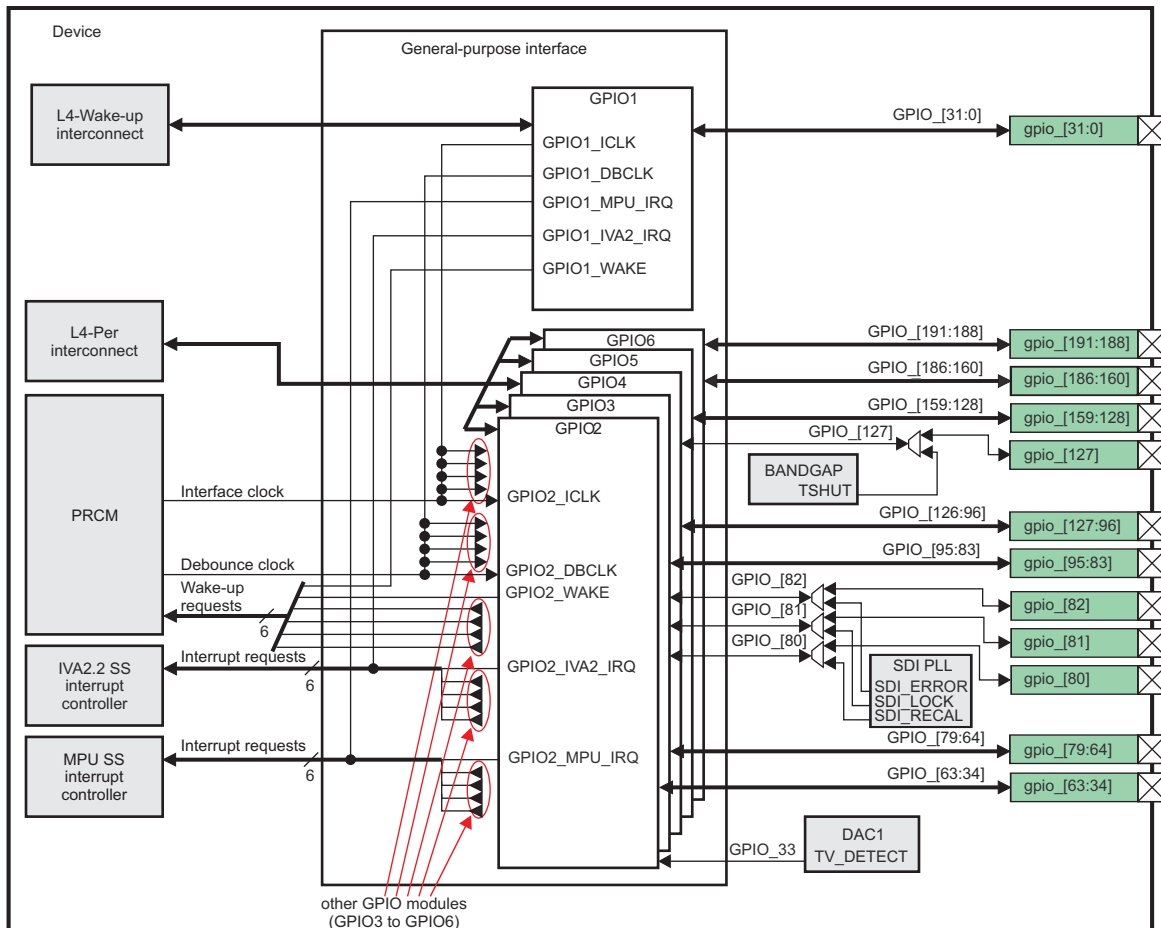 Device
General-purpose interface
L4-Wake-up
interconnect
GPIO1
GPIO1_ICLK
GPIO1_DBCLK
GPIO1_MPU_IRQ
GPIO1_IVA2_IRQ
GPIO1_WAKE
GPIO_[31:0]
gpio_[31:0]
L4-Per
interconnect
GPIO6
GPIO5
GPIO4
GPIO3
GPIO2
GPIO_[191:188]
gpio_[191:188]
GPIO_[186:160]
gpio_[186:160]
GPIO_[159:128]
gpio_[159:128]
GPIO_[127]
gpio_[127]
BANDGAP
TSHUT
PRCM
Interface clock
GPIO2_ICLK
GPIO_[126:96]
gpio_[127:96]
GPIO_[95:83]
gpio_[95:83]
Debounce clock
GPIO2_DBCLK
Wake-up
requests
6
GPIO2_WAKE
GPIO_[82]
gpio_[82]
GPIO_[81]
gpio_[81]
GPIO_[80]
gpio_[80]
IVA2.2 SS
interrupt
controller
Interrupt requests
6
GPIO2_IVA2_IRQ
SDI PLL
SDI_ERROR
SDI_LOCK
SDI_RECAL
MPU SS
interrupt
controller
Interrupt requests
6
GPIO2_MPU_IRQ
GPIO_[79:64]
gpio_[79:64]
GPIO_[63:34]
gpio_[63:34]
GPIO_33
DAC1
TV_DETECT
other GPIO modules
(GPIO3 to GPIO6)